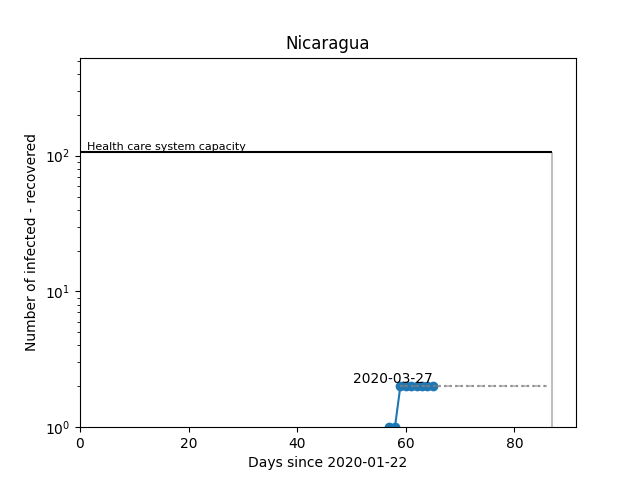 Nicaragua
Number of infected - recovered
10²
10¹
10⁰
Health care system capacity
2020-03-27
0 20 40 60 80
Days since 2020-01-22